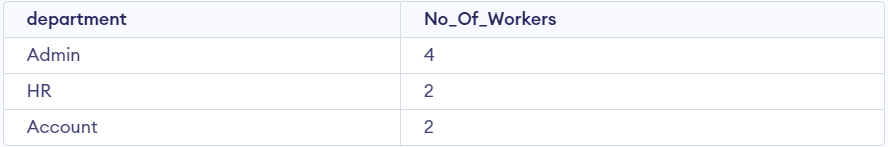 department No_Of_Workers
Admin 4
HR 2
Account 2